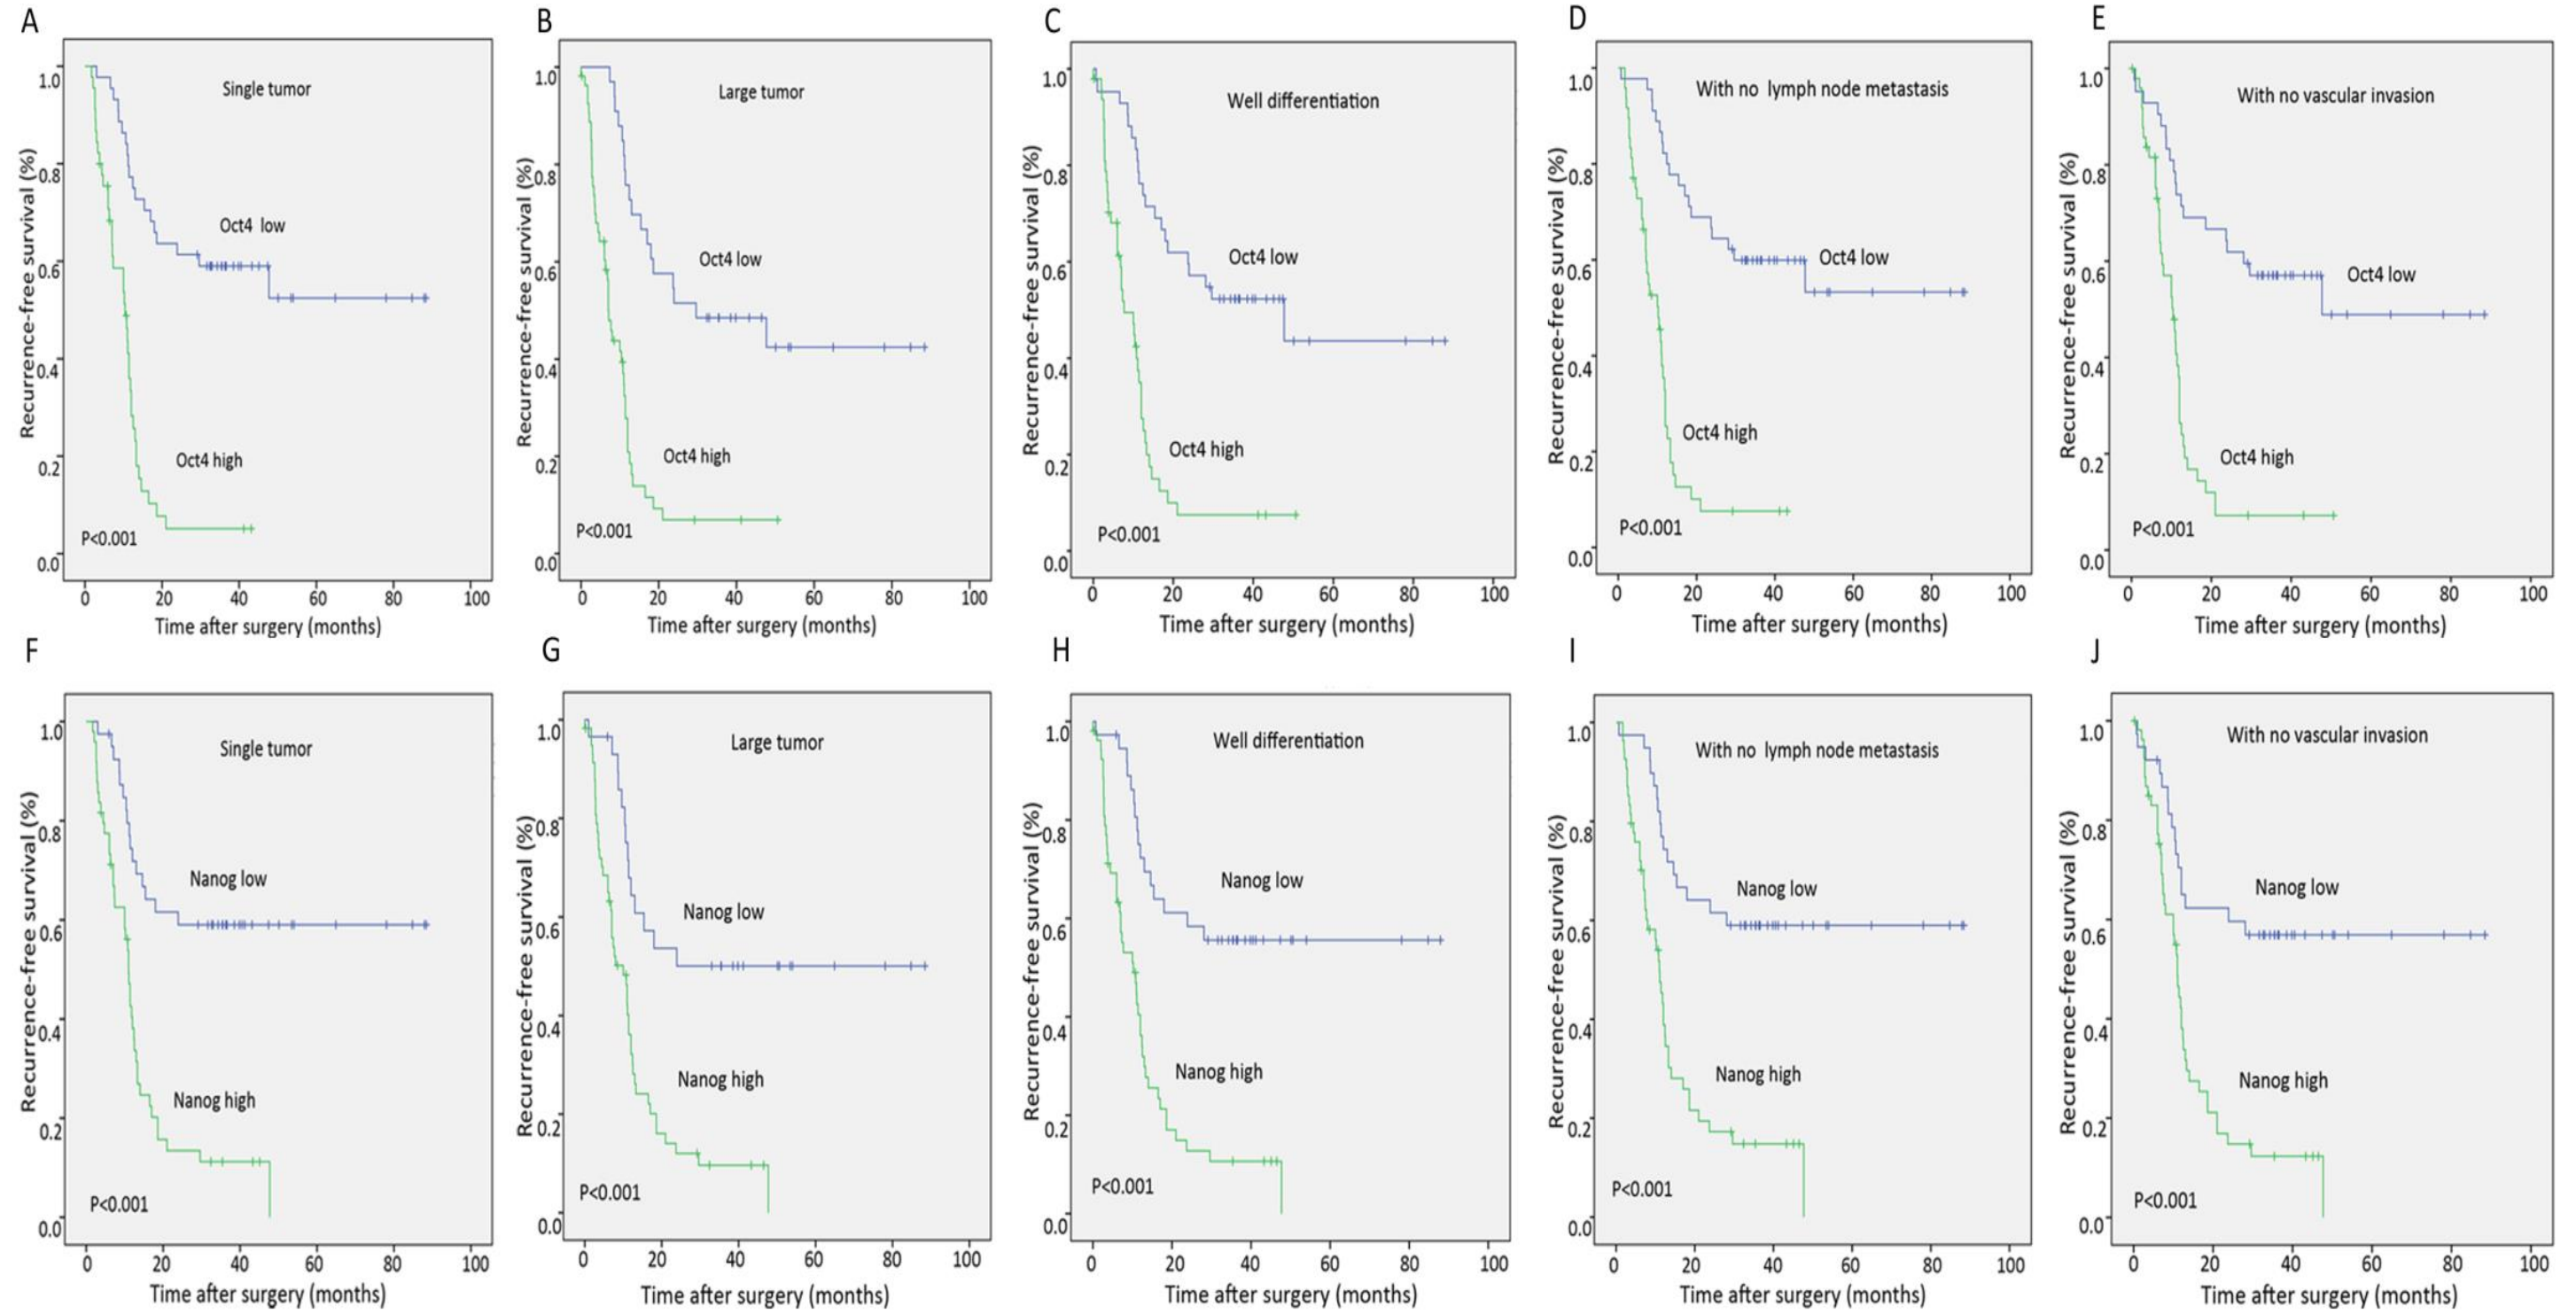 A
Recurrence-free survival (%)
1.0
0.8
0.6
0.4
0.2
0.0
Single tumor
Oct4 low
Oct4 high
P<0.001
0 20 40 60 80 100
Time after surgery (months)
B
Recurrence-free survival (%)
1.0
0.8
0.6
0.4
0.2
0.0
Large tumor
Oct4 low
Oct4 high
P<0.001
0 20 40 60 80 100
Time after surgery (months)
C
Recurrence-free survival (%)
1.0
0.8
0.6
0.4
0.2
0.0
Well differentiation
Oct4 low
Oct4 high
P<0.001
0 20 40 60 80 100
Time after surgery (months)
D
Recurrence-free survival (%)
1.0
0.8
0.6
0.4
0.2
0.0
With no lymph node metastasis
Oct4 low
Oct4 high
P<0.001
0 20 40 60 80 100
Time after surgery (months)
E
Recurrence-free survival (%)
1.0
0.8
0.6
0.4
0.2
0.0
With no vascular invasion
Oct4 low
Oct4 high
P<0.001
0 20 40 60 80 100
Time after surgery (months)
F
Recurrence-free survival (%)
1.0
0.8
0.6
0.4
0.2
0.0
Single tumor
Nanog low
Nanog high
P<0.001
0 20 40 60 80 100
Time after surgery (months)
G
Recurrence-free survival (%)
1.0
0.8
0.6
0.4
0.2
0.0
Large tumor
Nanog low
Nanog high
P<0.001
0 20 40 60 80 100
Time after surgery (months)
H
Recurrence-free survival (%)
1.0
0.8
0.6
0.4
0.2
0.0
Well differentiation
Nanog low
Nanog high
P<0.001
0 20 40 60 80 100
Time after surgery (months)
I
Recurrence-free survival (%)
1.0
0.8
0.6
0.4
0.2
0.0
With no lymph node metastasis
Nanog low
Nanog high
P<0.001
0 20 40 60 80 100
Time after surgery (months)
J
Recurrence-free survival (%)
1.0
0.8
0.6
0.4
0.2
0.0
With no vascular invasion
Nanog low
Nanog high
P<0.001
0 20 40 60 80 100
Time after surgery (months)